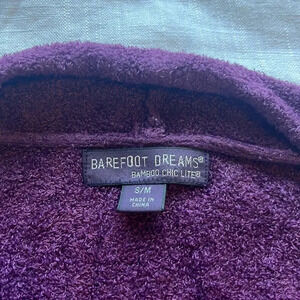 BAREFOOT DREAMS®
BAMBOO CHIC LITE®
S/M
MADE IN
CHINA